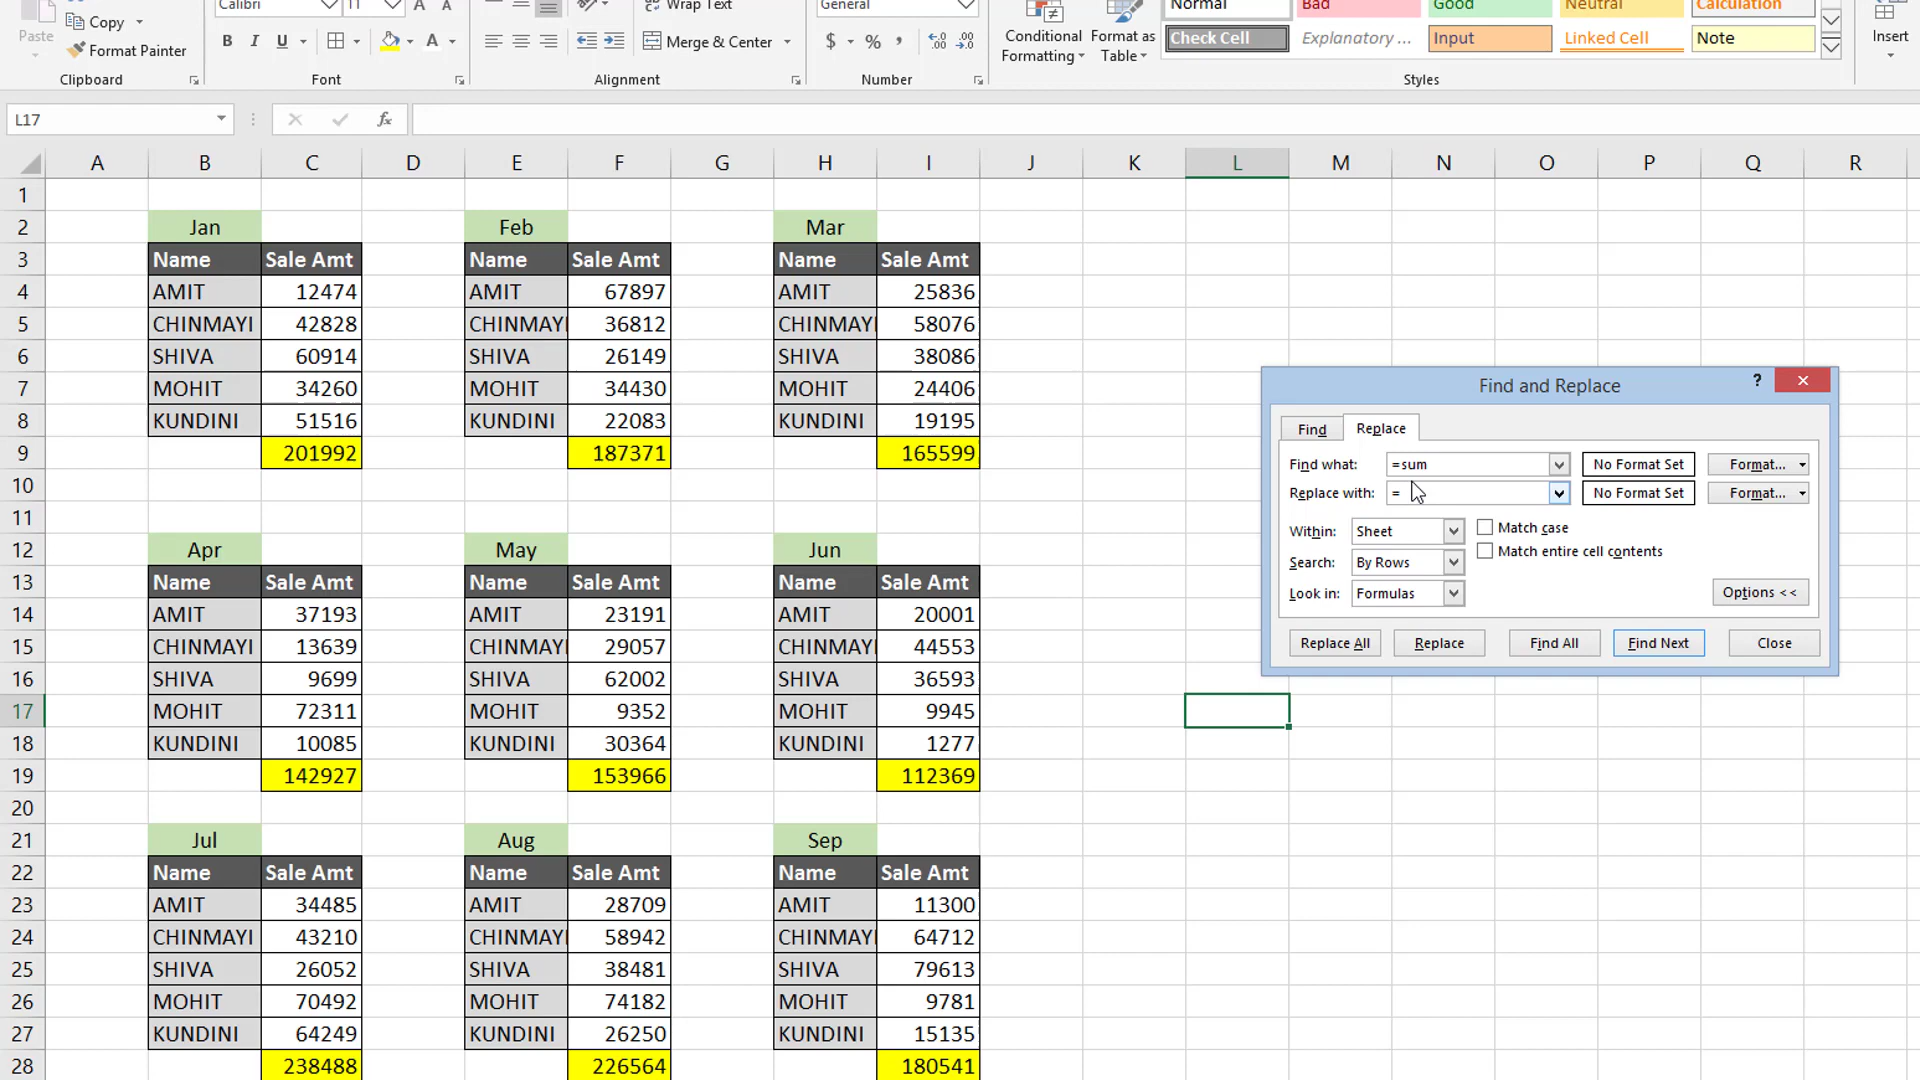 Calibri 11 A A Wrap Text General Normal Bad Good Neutral Calculation
Paste Copy Format Painter B I U A Merge & Center $ % , Conditional Formatting Format as Table Check Cell Explanatory ... Input Linked Cell Note Insert
Clipboard Font Alignment Number Styles
L17 fx
A B C D E F G H I J K L M N O P Q R
1
2 Jan Feb Mar
3 Name Sale Amt Name Sale Amt Name Sale Amt
4 AMIT 12474 AMIT 67897 AMIT 25836
5 CHINMAYI 42828 CHINMAYI 36812 CHINMAYI 58076
6 SHIVA 60914 SHIVA 26149 SHIVA 38086
7 MOHIT 34260 MOHIT 34430 MOHIT 24406
8 KUNDINI 51516 KUNDINI 22083 KUNDINI 19195
9 201992 187371 165599
10
11
12 Apr May Jun
13 Name Sale Amt Name Sale Amt Name Sale Amt
14 AMIT 37193 AMIT 23191 AMIT 20001
15 CHINMAYI 13639 CHINMAYI 29057 CHINMAYI 44553
16 SHIVA 9699 SHIVA 62002 SHIVA 36593
17 MOHIT 72311 MOHIT 9352 MOHIT 9945
18 KUNDINI 10085 KUNDINI 30364 KUNDINI 1277
19 142927 153966 112369
20
21 Jul Aug Sep
22 Name Sale Amt Name Sale Amt Name Sale Amt
23 AMIT 34485 AMIT 28709 AMIT 11300
24 CHINMAYI 43210 CHINMAYI 58942 CHINMAYI 64712
25 SHIVA 26052 SHIVA 38481 SHIVA 79613
26 MOHIT 70492 MOHIT 74182 MOHIT 9781
27 KUNDINI 64249 KUNDINI 26250 KUNDINI 15135
28 238488 226564 180541
Find and Replace ?
Find Replace
Find what: =sum No Format Set Format...
Replace with: = No Format Set Format...
Within: Sheet Match case
Search: By Rows Match entire cell contents
Look in: Formulas Options <<
Replace All Replace Find All Find Next Close